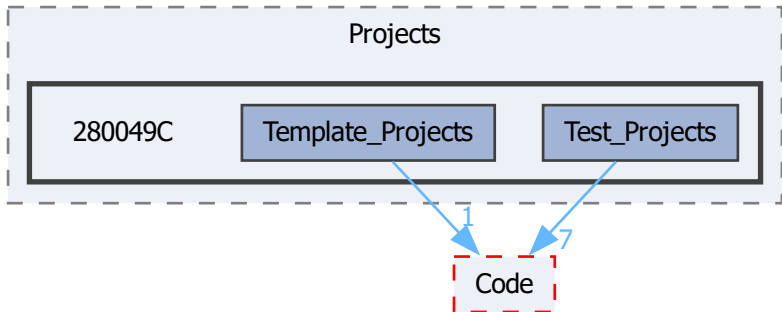 Projects
280049C
Template_Projects
Test_Projects
1
7
Code